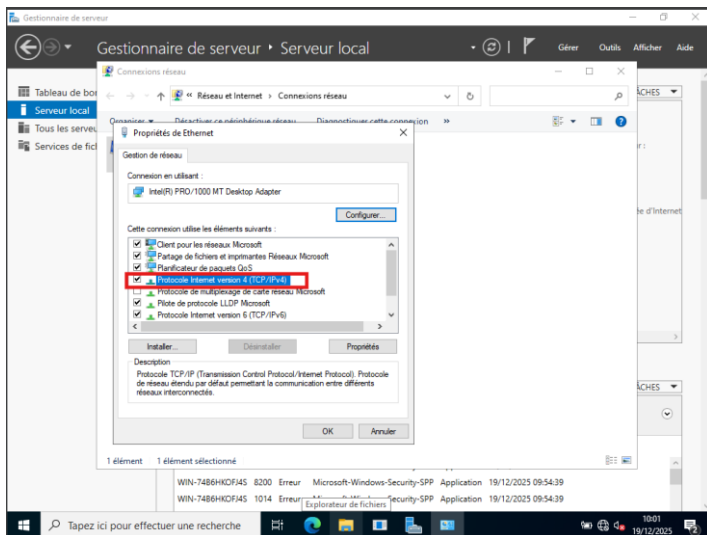 Gestionnaire de serveur
Gestionnaire de serveur ‣ Serveur local
Gérer Outils Afficher Aide
Connexions réseau
Tableau de bor
Serveur local
Tous les serveu
Services de fich
ÂCHES
« Réseau et Internet › Connexions réseau
Organiser Désactiver ce périphérique réseau Diagnostiquer cette connexion »
Propriétés de Ethernet
Gestion de réseau
Connexion en utilisant :
Intel(R) PRO/1000 MT Desktop Adapter
Configurer...
Cette connexion utilise les éléments suivants :
Client pour les réseaux Microsoft
Partage de fichiers et imprimantes Réseaux Microsoft
Planificateur de paquets QoS
Protocole Internet version 4 (TCP/IPv4)
Protocole de multiplexage de carte réseau Microsoft
Pilote de protocole LLDP Microsoft
Protocole Internet version 6 (TCP/IPv6)
Installer... Désinstaller Propriétés
Description
Protocole TCP/IP (Transmission Control Protocol/Internet Protocol). Protocole
de réseau étendu par défaut permettant la communication entre différents
réseaux interconnectés.
OK Annuler
r :
ée d'Internet
ÂCHES
1 élément 1 élément sélectionné
WIN-74B6HKOFJ4S 8200 Erreur Microsoft-Windows-Security-SPP Application 19/12/2025 09:54:39
WIN-74B6HKOFJ4S 1014 Erreur Security-SPP Application 19/12/2025 09:54:39
Explorateur de fichiers
Tapez ici pour effectuer une recherche
10:01
19/12/2025
2